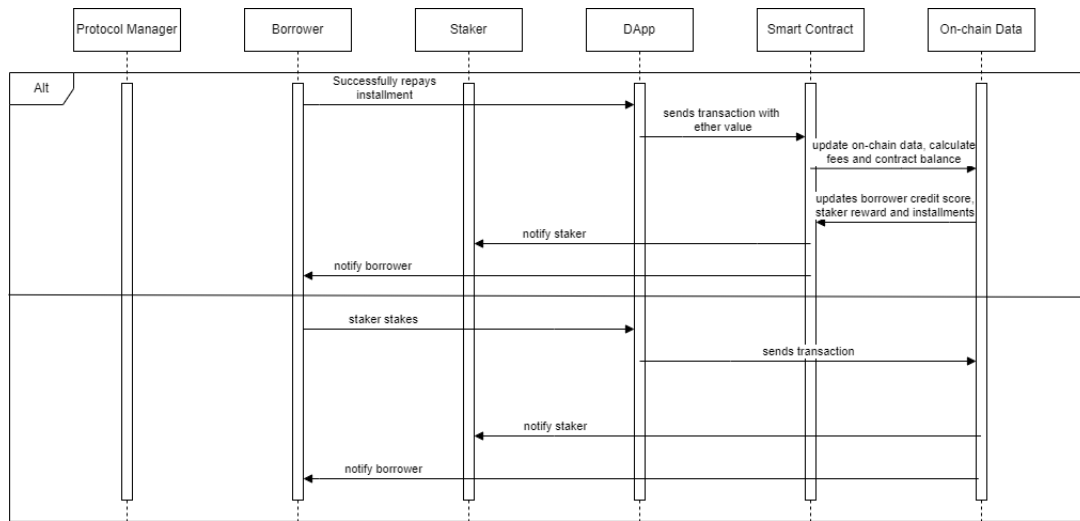 Protocol Manager
Borrower
Staker
DApp
Smart Contract
On-chain Data
Alt
Successfully repays
installment
sends transaction with
ether value
update on-chain data, calculate
fees and contract balance
updates borrower credit score,
staker reward and installments
notify staker
notify borrower
staker stakes
sends transaction
notify staker
notify borrower